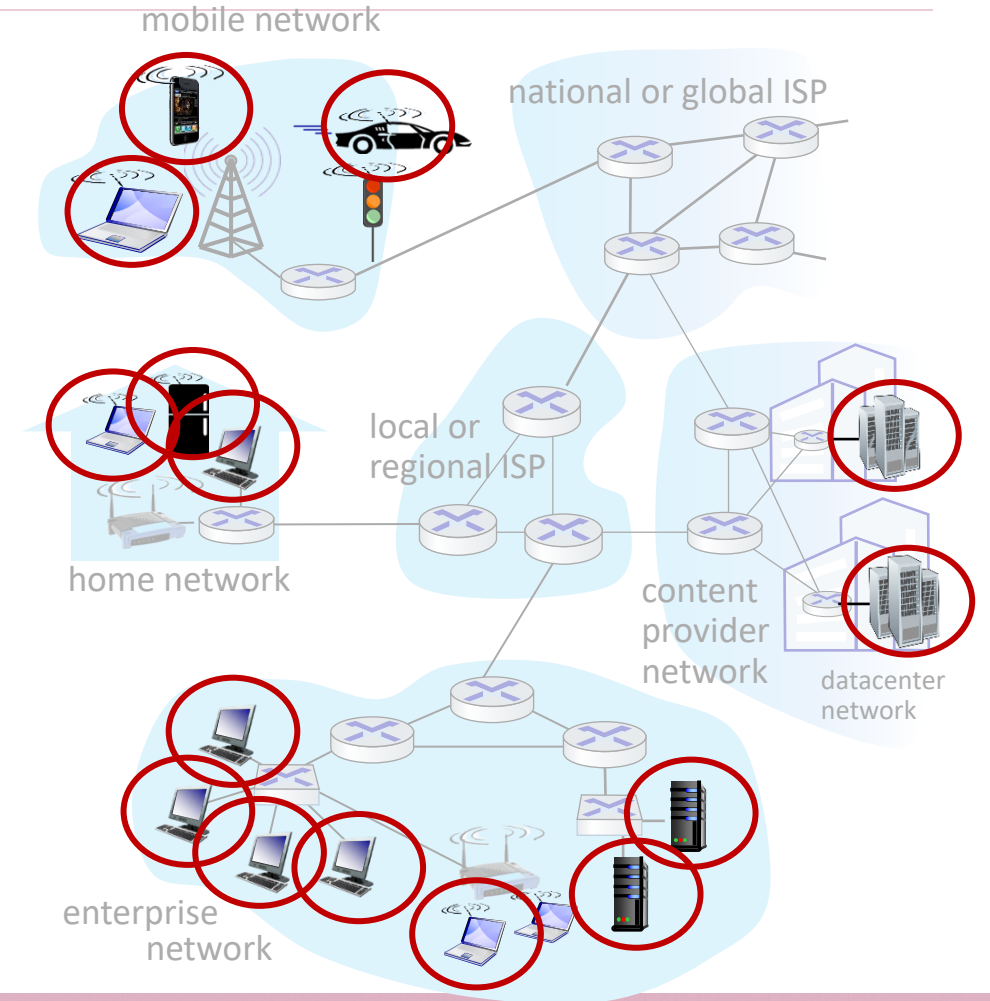 mobile network
national or global ISP
local or
regional ISP
home network
content
provider
network
datacenter
network
enterprise
network